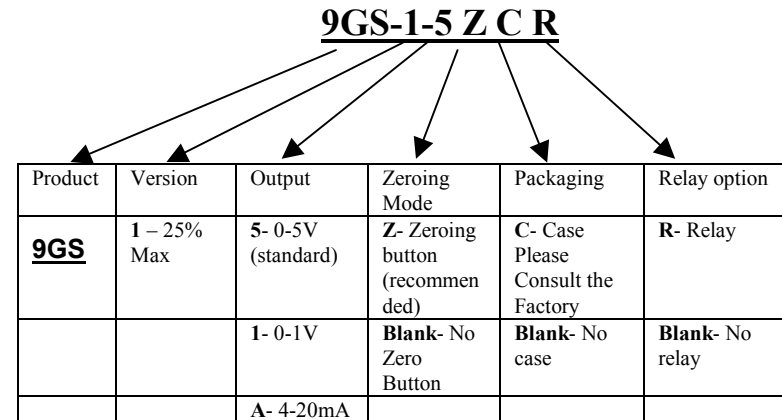 9GS-1-5 Z C R
Product Version Output Zeroing Mode Packaging Relay option
9GS
1 – 25% Max
5- 0-5V (standard)
Z- Zeroing button (recommen ded)
C- Case Please Consult the Factory
R- Relay
1- 0-1V
Blank- No Zero Button
Blank- No case
Blank- No relay
A- 4-20mA